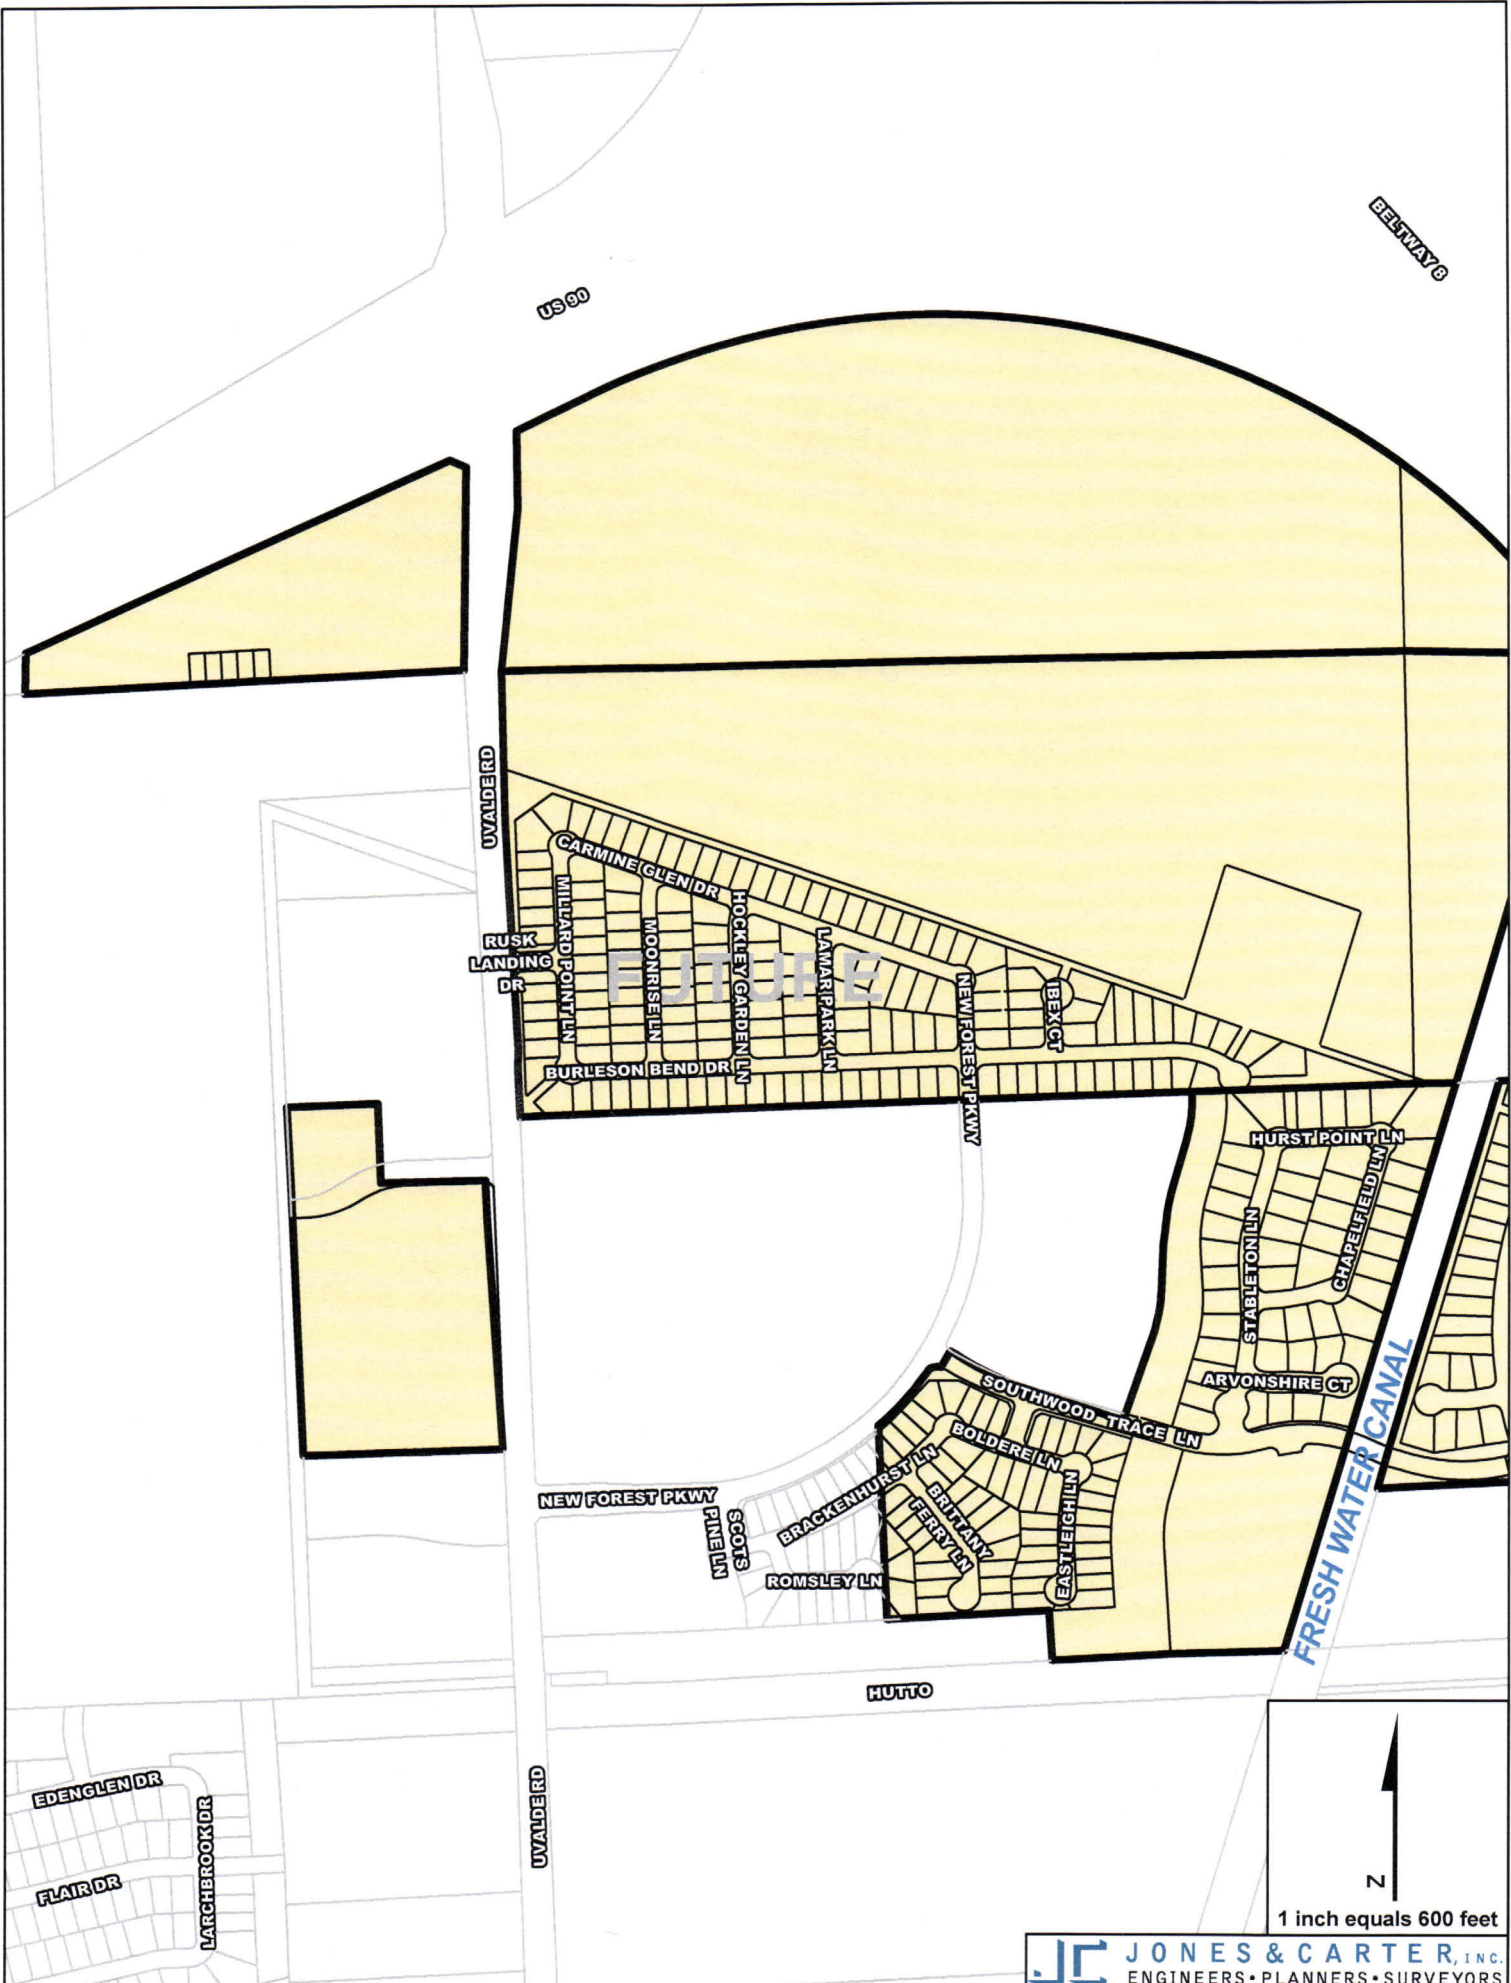 BELTWAY 8
US 90
UVALDE RD
CARMINE GLEN DR
MILLARD POINT LN
MOONRISE LN
HOCKLEY GARDEN LN
LAMAR PARK LN
RUSK
LANDING
DR
FUTURE
NEW FOREST PKWY
IBEX CT
BURLESON BEND DR
HURST POINT LN
CHAPELFIELD LN
STABLETON LN
ARVONSHIRE CT
SOUTHWOOD TRACE LN
BOLDERE LN
BRACKENHURST LN
BRITTANY
FERRY LN
EASTLEIGH LN
FRESH WATER CANAL
NEW FOREST PKWY
SCOTS
PINE LN
ROMSLEY LN
HUTTO
UVALDE RD
EDENGLEN DR
LARCHBROOK DR
FLAIR DR
N
1 inch equals 600 feet
JC JONES & CARTER, INC.
ENGINEERS • PLANNERS • SURVEYORS